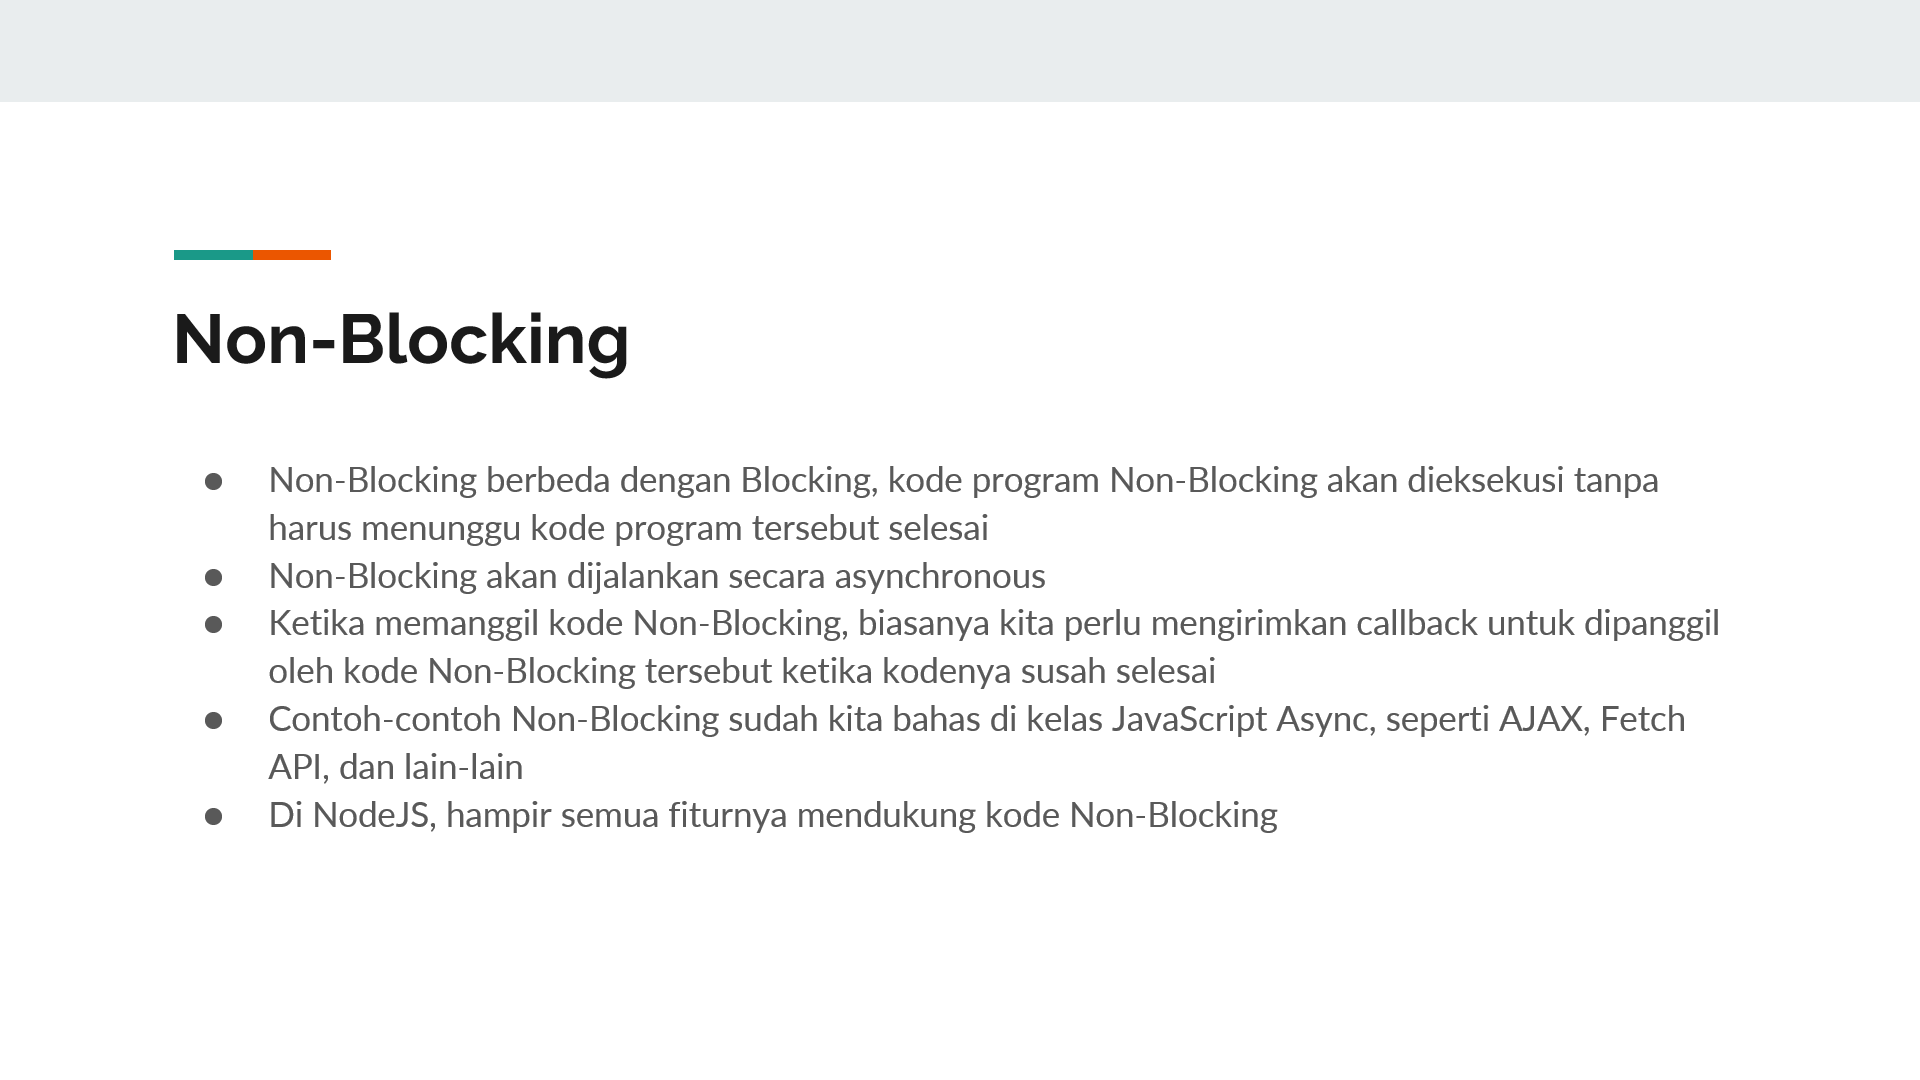 Non-Blocking
● Non-Blocking berbeda dengan Blocking, kode program Non-Blocking akan dieksekusi tanpa
harus menunggu kode program tersebut selesai
● Non-Blocking akan dijalankan secara asynchronous
● Ketika memanggil kode Non-Blocking, biasanya kita perlu mengirimkan callback untuk dipanggil
oleh kode Non-Blocking tersebut ketika kodenya susah selesai
● Contoh-contoh Non-Blocking sudah kita bahas di kelas JavaScript Async, seperti AJAX, Fetch
API, dan lain-lain
● Di NodeJS, hampir semua fiturnya mendukung kode Non-Blocking